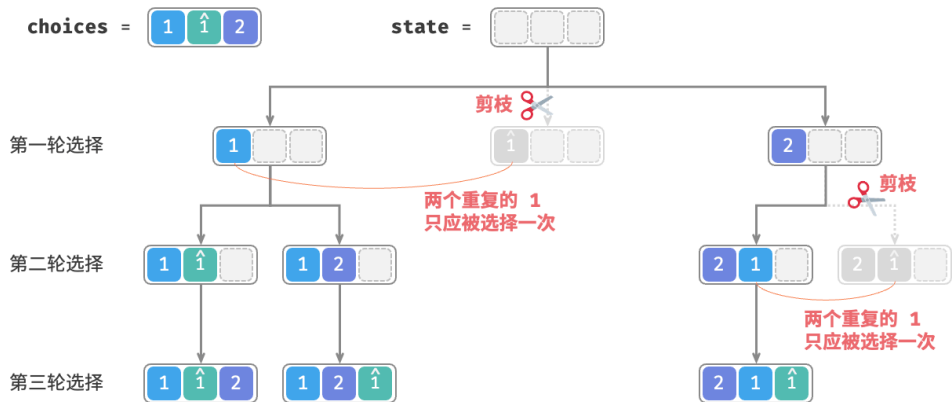 choices = 1 1̂ 2
state =
剪枝
第一轮选择
1
1̂
2
剪枝
两个重复的 1
只应被选择一次
第二轮选择
1 1̂
1 2
2 1
2 1̂
两个重复的 1
只应被选择一次
第三轮选择
1 1̂ 2
1 2 1̂
2 1 1̂